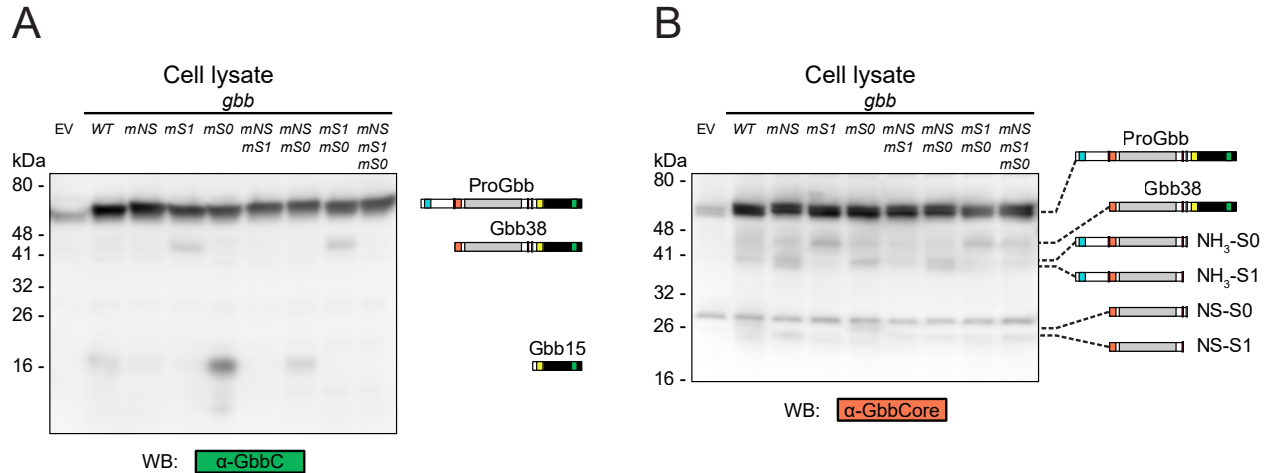 A
Cell lysate
gbb
EV WT mNS mS1 mS0 mNS mNS mS1 mNS
mS1 mS0 mS0 mS1
mS0
kDa
80 -
48 -
41 -
32 -
26 -
16 -
ProGbb
Gbb38
Gbb15
WB: α-GbbC
B
Cell lysate
gbb
EV WT mNS mS1 mS0 mNS mNS mS1 mNS
mS1 mS0 mS0 mS1
mS0
kDa
80 -
48 -
41 -
32 -
26 -
16 -
ProGbb
Gbb38
NH3-S0
NH3-S1
NS-S0
NS-S1
WB: α-GbbCore